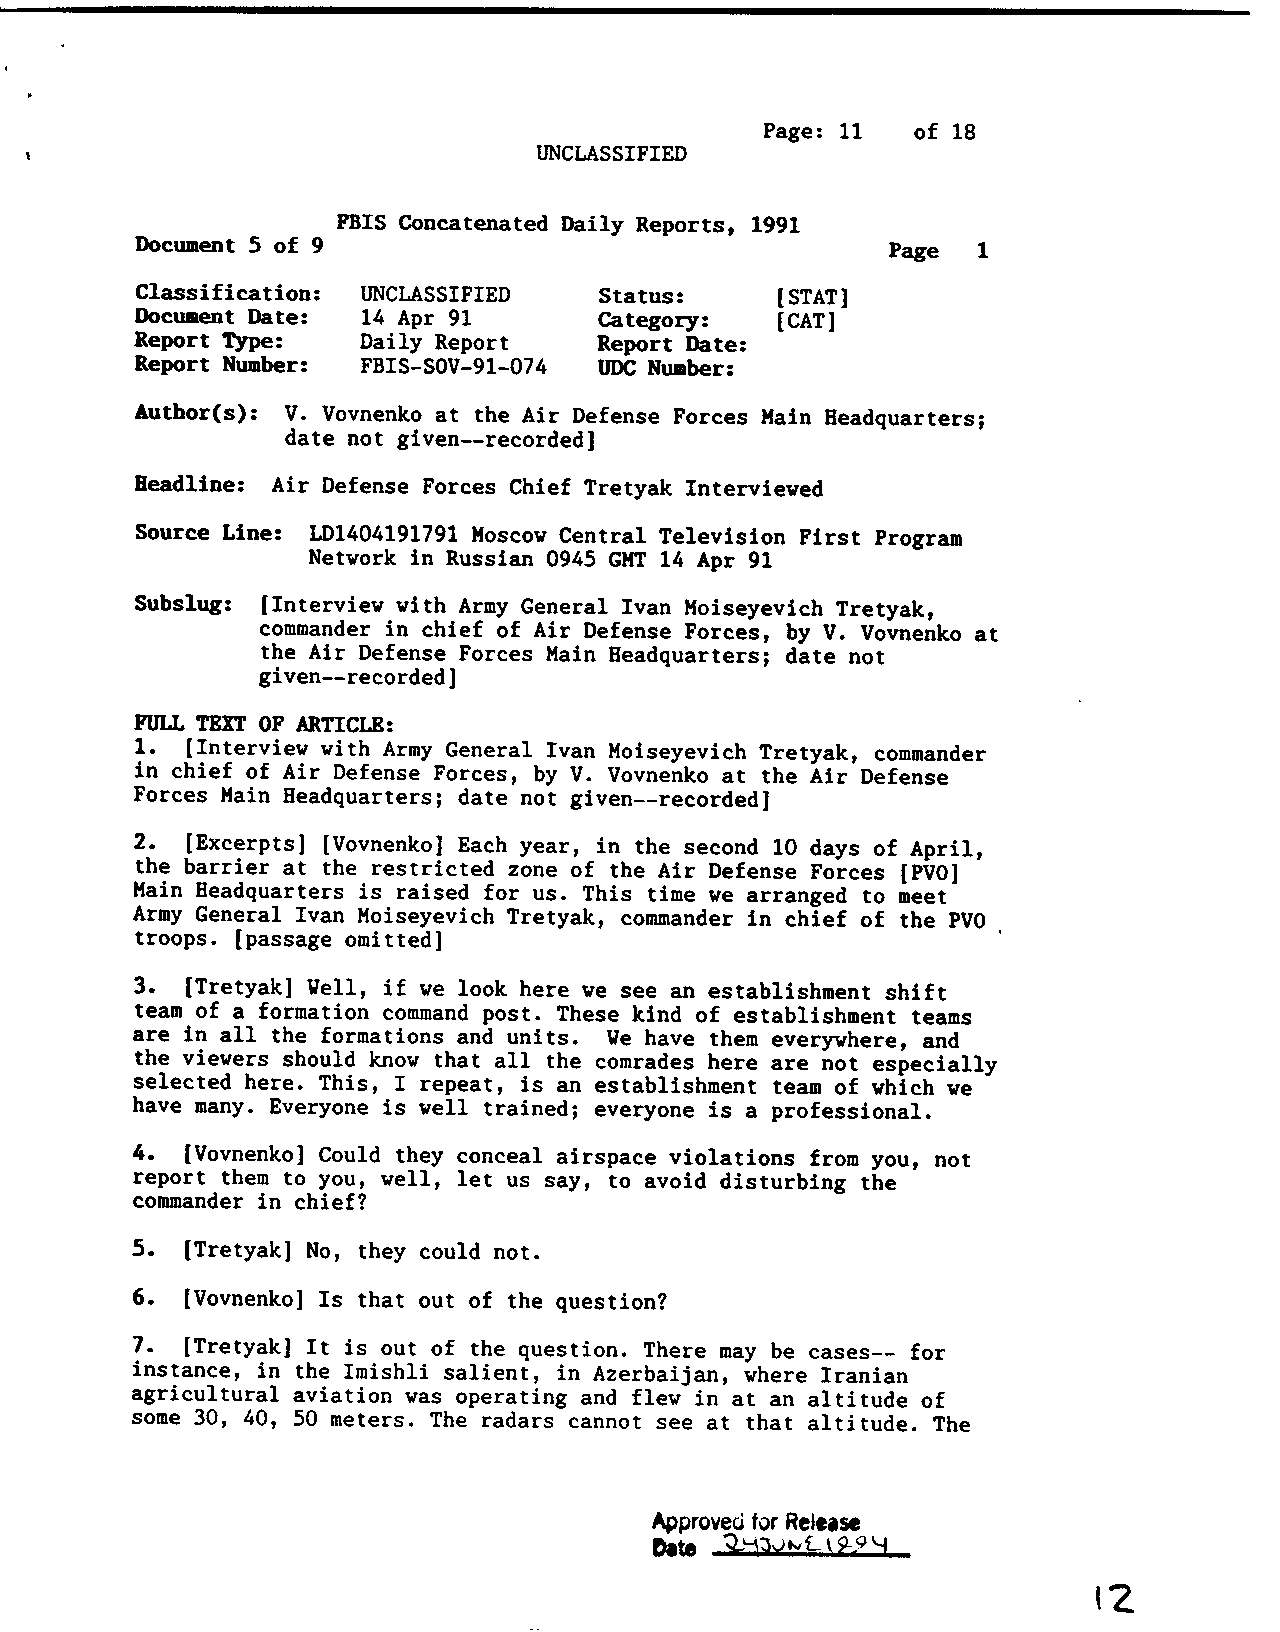 Page: 11 of 18
UNCLASSIFIED
FBIS Concatenated Daily Reports, 1991
Document 5 of 9 Page 1
Classification: UNCLASSIFIED Status: [STAT]
Document Date: 14 Apr 91 Category: [CAT]
Report Type: Daily Report Report Date:
Report Number: FBIS-SOV-91-074 UDC Number:
Author(s): V. Vovnenko at the Air Defense Forces Main Headquarters;
date not given--recorded]
Headline: Air Defense Forces Chief Tretyak Interviewed
Source Line: LD1404191791 Moscow Central Television First Program
Network in Russian 0945 GMT 14 Apr 91
Subslug: [Interview with Army General Ivan Moiseyevich Tretyak,
commander in chief of Air Defense Forces, by V. Vovnenko at
the Air Defense Forces Main Headquarters; date not
given--recorded]
FULL TEXT OF ARTICLE:
1. [Interview with Army General Ivan Moiseyevich Tretyak, commander
in chief of Air Defense Forces, by V. Vovnenko at the Air Defense
Forces Main Headquarters; date not given--recorded]
2. [Excerpts] [Vovnenko] Each year, in the second 10 days of April,
the barrier at the restricted zone of the Air Defense Forces [PVO]
Main Headquarters is raised for us. This time we arranged to meet
Army General Ivan Moiseyevich Tretyak, commander in chief of the PVO
troops. [passage omitted]
3. [Tretyak] Well, if we look here we see an establishment shift
team of a formation command post. These kind of establishment teams
are in all the formations and units. We have them everywhere, and
the viewers should know that all the comrades here are not especially
selected here. This, I repeat, is an establishment team of which we
have many. Everyone is well trained; everyone is a professional.
4. [Vovnenko] Could they conceal airspace violations from you, not
report them to you, well, let us say, to avoid disturbing the
commander in chief?
5. [Tretyak] No, they could not.
6. [Vovnenko] Is that out of the question?
7. [Tretyak] It is out of the question. There may be cases-- for
instance, in the Imishli salient, in Azerbaijan, where Iranian
agricultural aviation was operating and flew in at an altitude of
some 30, 40, 50 meters. The radars cannot see at that altitude. The
Approved for Release
Date 24 JUNE 1994
12